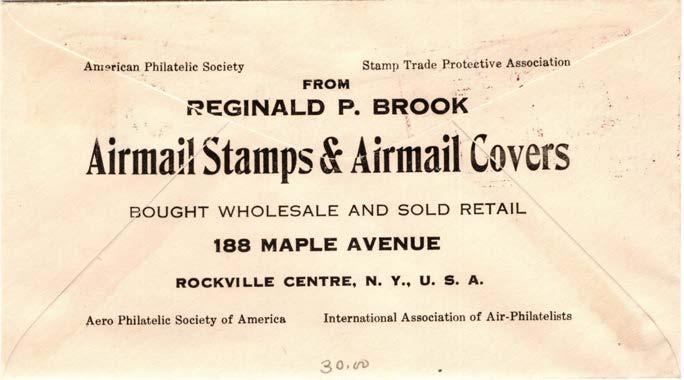 American Philatelic Society Stamp Trade Protective Association
FROM
REGINALD P. BROOK
Airmail Stamps & Airmail Covers
BOUGHT WHOLESALE AND SOLD RETAIL
188 MAPLE AVENUE
ROCKVILLE CENTRE, N. Y., U. S. A.
Aero Philatelic Society of America International Association of Air-Philatelists
30.00